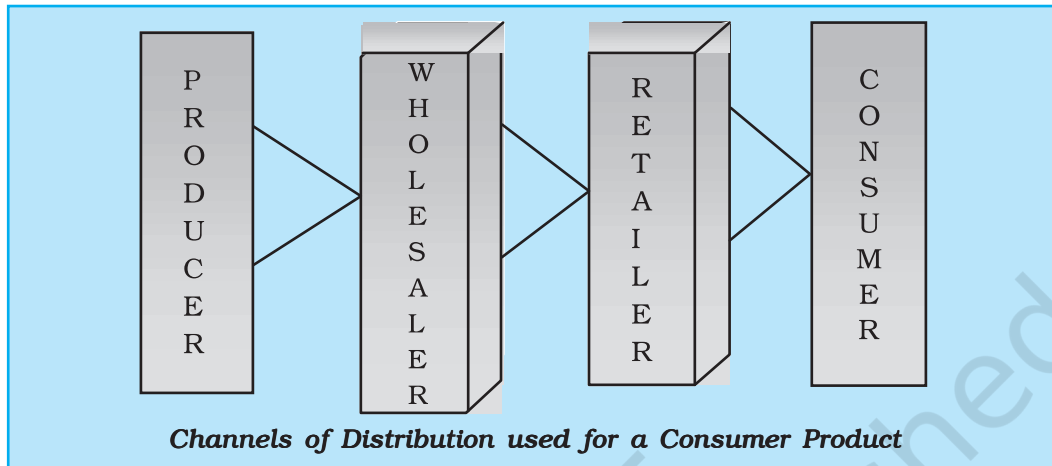 PRODUCER
WHOLESALER
RETAILER
CONSUMER
Channels of Distribution used for a Consumer Product